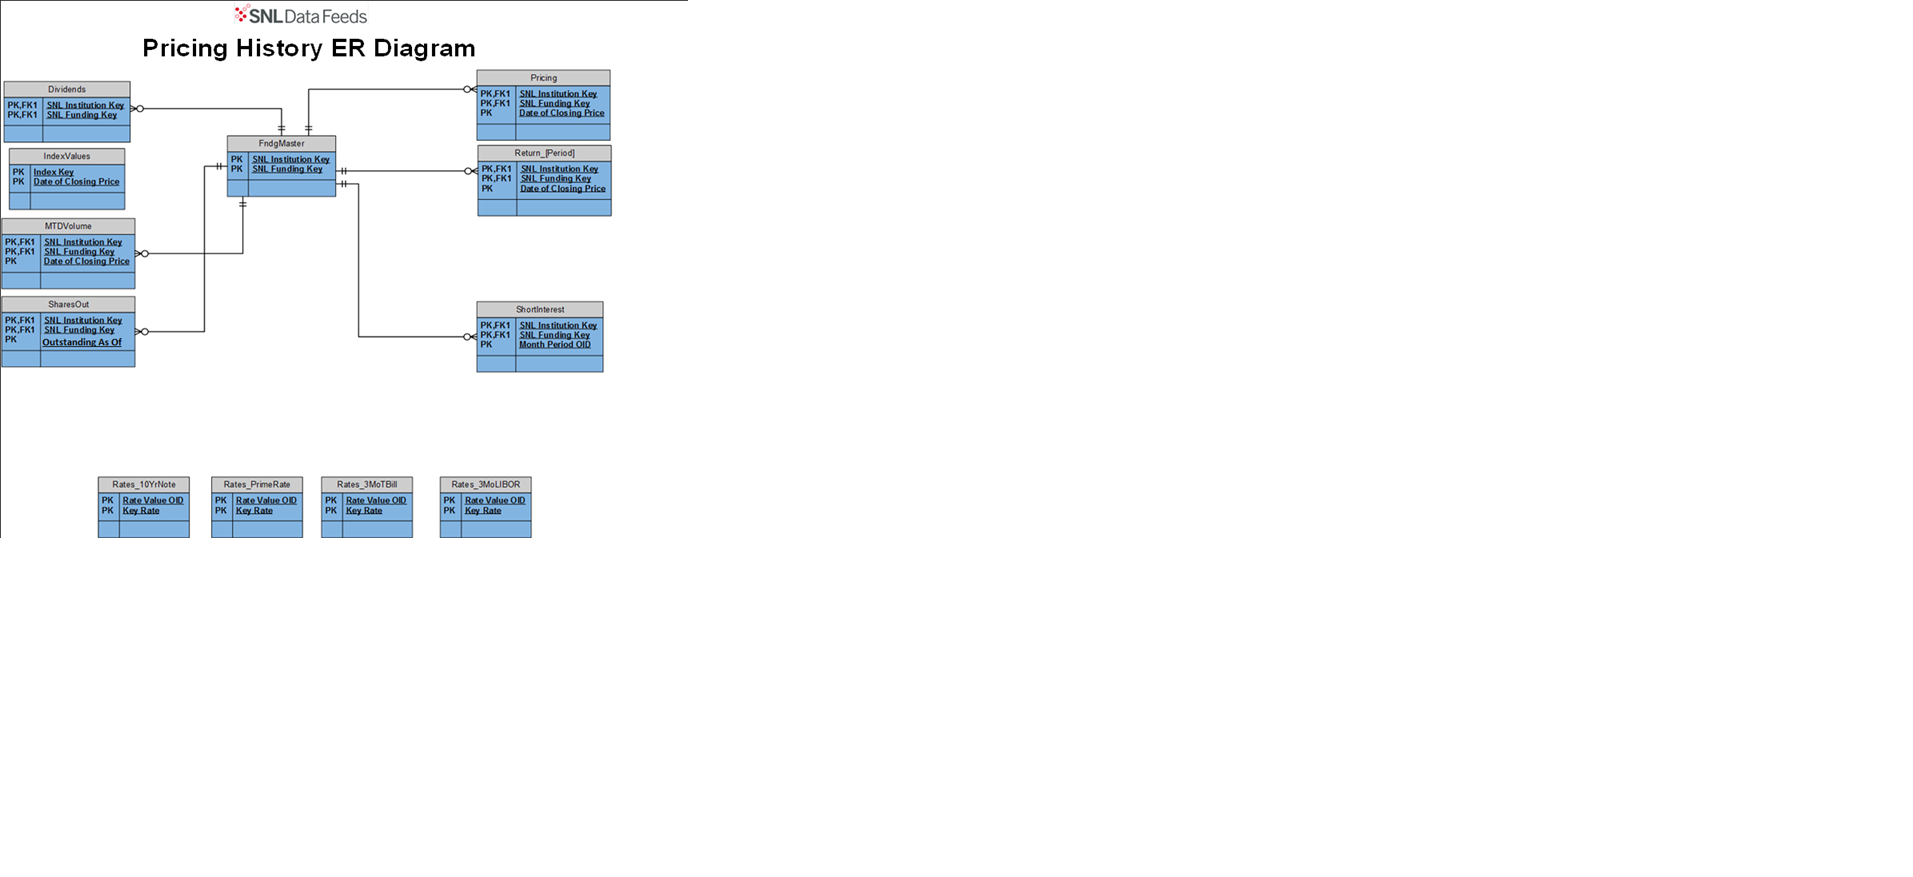 SNL Data Feeds
Pricing History ER Diagram
Dividends
PK,FK1 SNL Institution Key
PK,FK1 SNL Funding Key
IndexValues
PK Index Key
PK Date of Closing Price
MTDVolume
PK,FK1 SNL Institution Key
PK,FK1 SNL Funding Key
PK Date of Closing Price
SharesOut
PK,FK1 SNL Institution Key
PK,FK1 SNL Funding Key
PK Outstanding As Of
FndgMaster
PK SNL Institution Key
PK SNL Funding Key
Pricing
PK,FK1 SNL Institution Key
PK,FK1 SNL Funding Key
PK Date of Closing Price
Return_[Period]
PK,FK1 SNL Institution Key
PK,FK1 SNL Funding Key
PK Date of Closing Price
ShortInterest
PK,FK1 SNL Institution Key
PK,FK1 SNL Funding Key
PK Month Period OID
Rates_10YrNote
PK Rate Value OID
PK Key Rate
Rates_PrimeRate
PK Rate Value OID
PK Key Rate
Rates_3MoTBill
PK Rate Value OID
PK Key Rate
Rates_3MoLIBOR
PK Rate Value OID
PK Key Rate